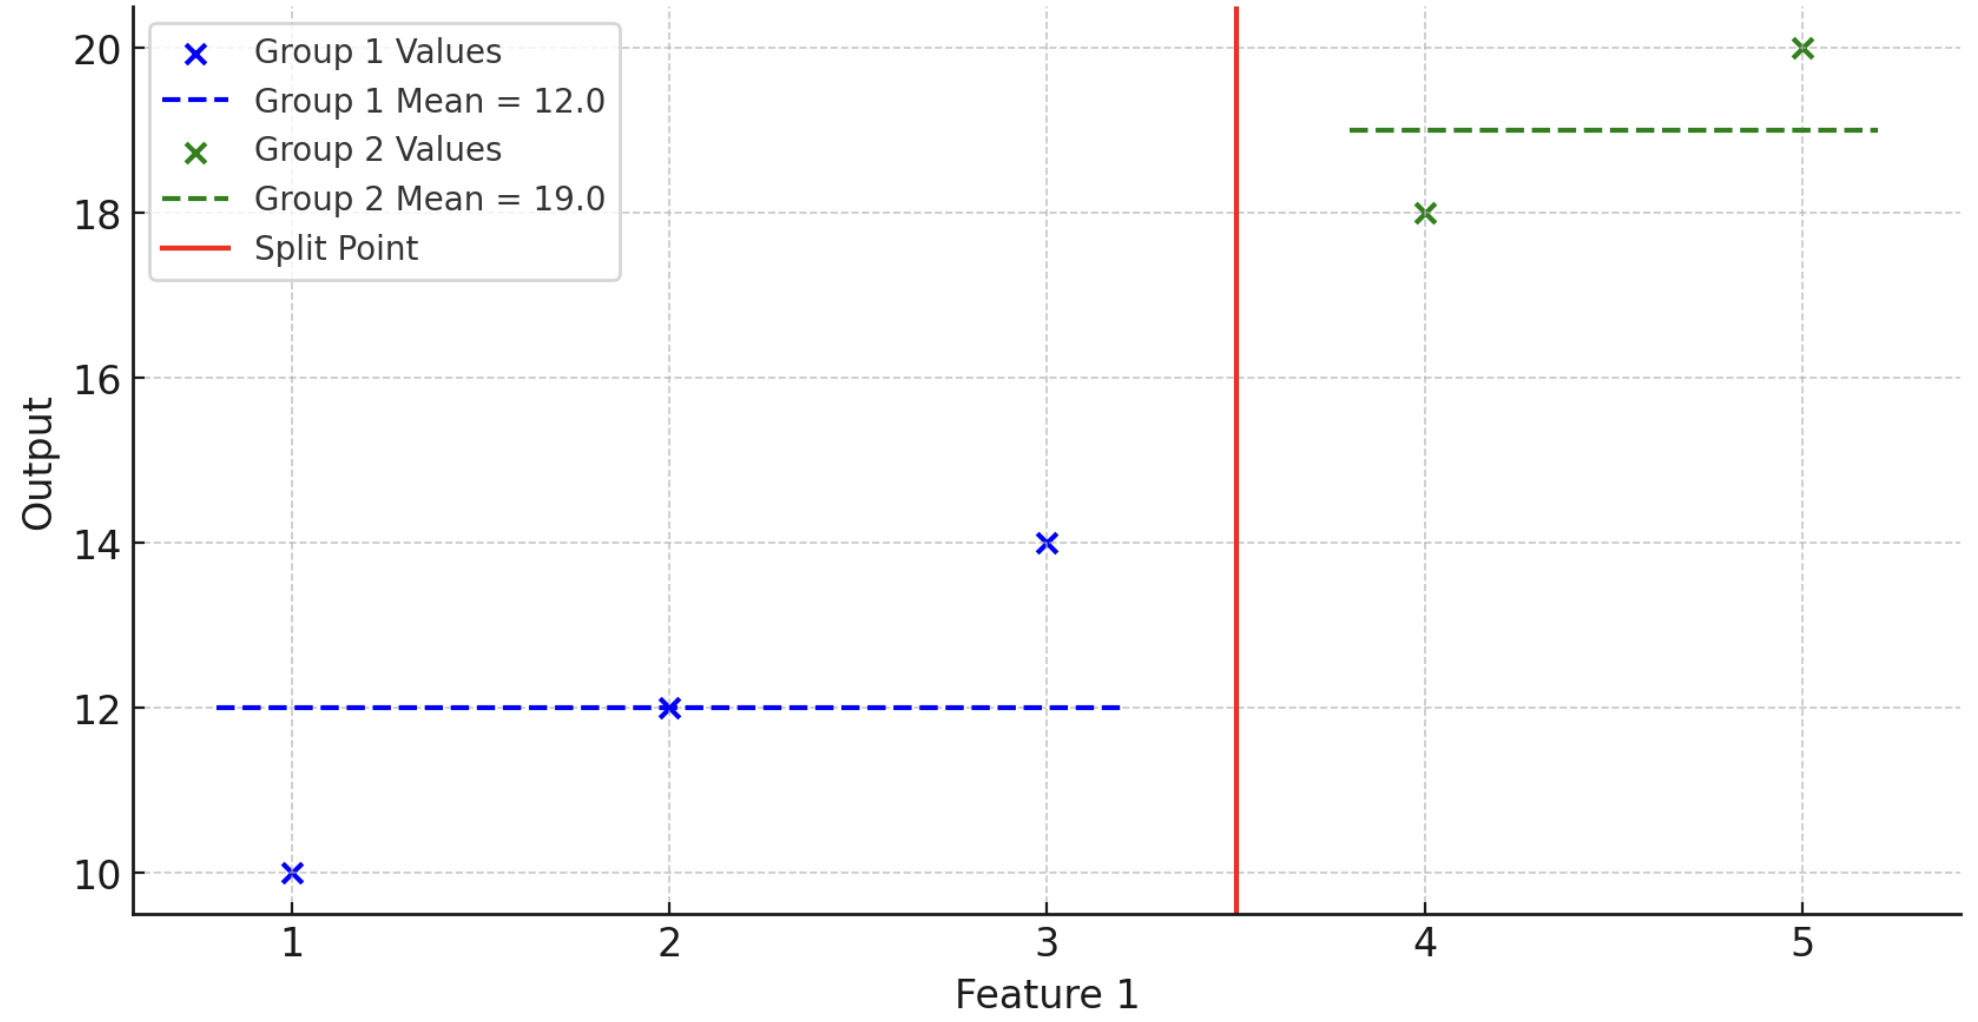 Group 1 Values
Group 1 Mean = 12.0
Group 2 Values
Group 2 Mean = 19.0
Split Point
20
18
16
14
12
10
Output
1 2 3 4 5
Feature 1